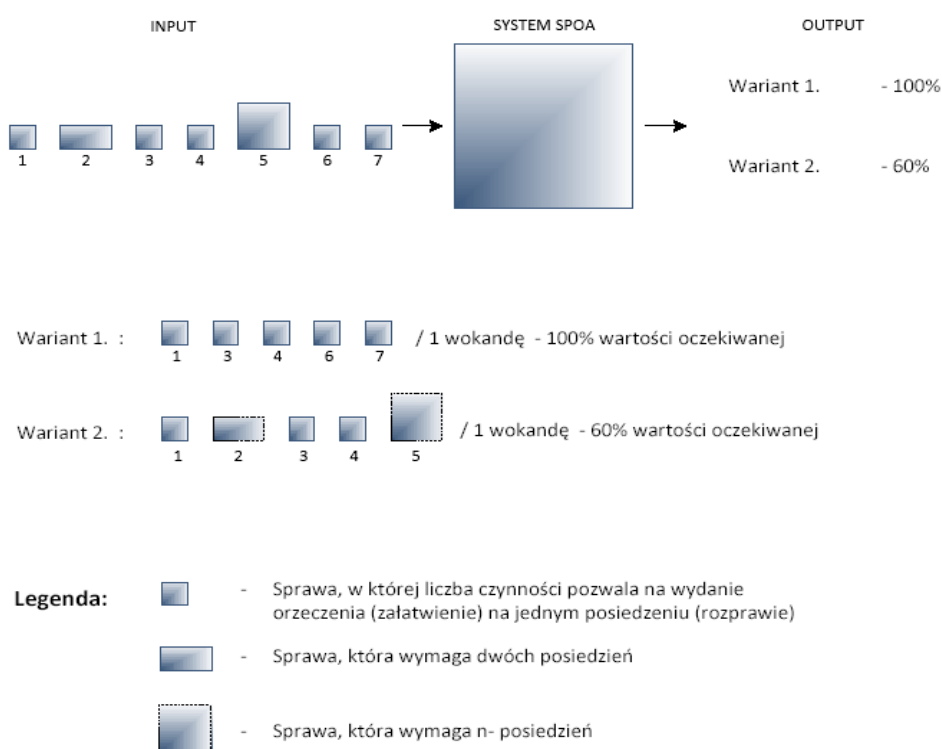 INPUT SYSTEM SPOA OUTPUT
Wariant 1. - 100%
1 2 3 4 5 6 7
Wariant 2. - 60%
Wariant 1. : / 1 wokandę - 100% wartości oczekiwanej
1 3 4 6 7
Wariant 2. : / 1 wokandę - 60% wartości oczekiwanej
1 2 3 4 5
Legenda: - Sprawa, w której liczba czynności pozwala na wydanie
orzeczenia (załatwienie) na jednym posiedzeniu (rozprawie)
- Sprawa, która wymaga dwóch posiedzień
- Sprawa, która wymaga n- posiedzień